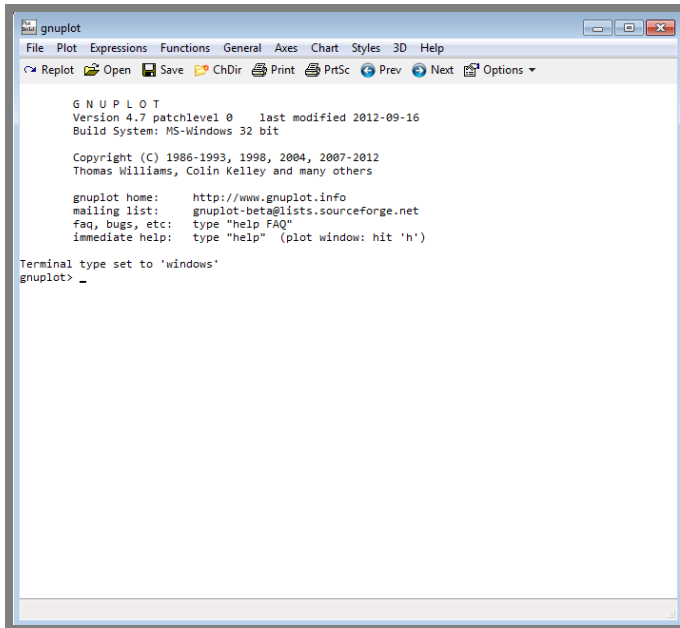 gnuplot
File Plot Expressions Functions General Axes Chart Styles 3D Help
Replot Open Save ChDir Print PrtSc Prev Next Options
G N U P L O T
Version 4.7 patchlevel 0    last modified 2012-09-16
Build System: MS-Windows 32 bit
Copyright (C) 1986-1993, 1998, 2004, 2007-2012
Thomas Williams, Colin Kelley and many others
gnuplot home:     http://www.gnuplot.info
mailing list:     gnuplot-beta@lists.sourceforge.net
faq, bugs, etc:   type "help FAQ"
immediate help:   type "help"  (plot window: hit 'h')
Terminal type set to 'windows'
gnuplot> _